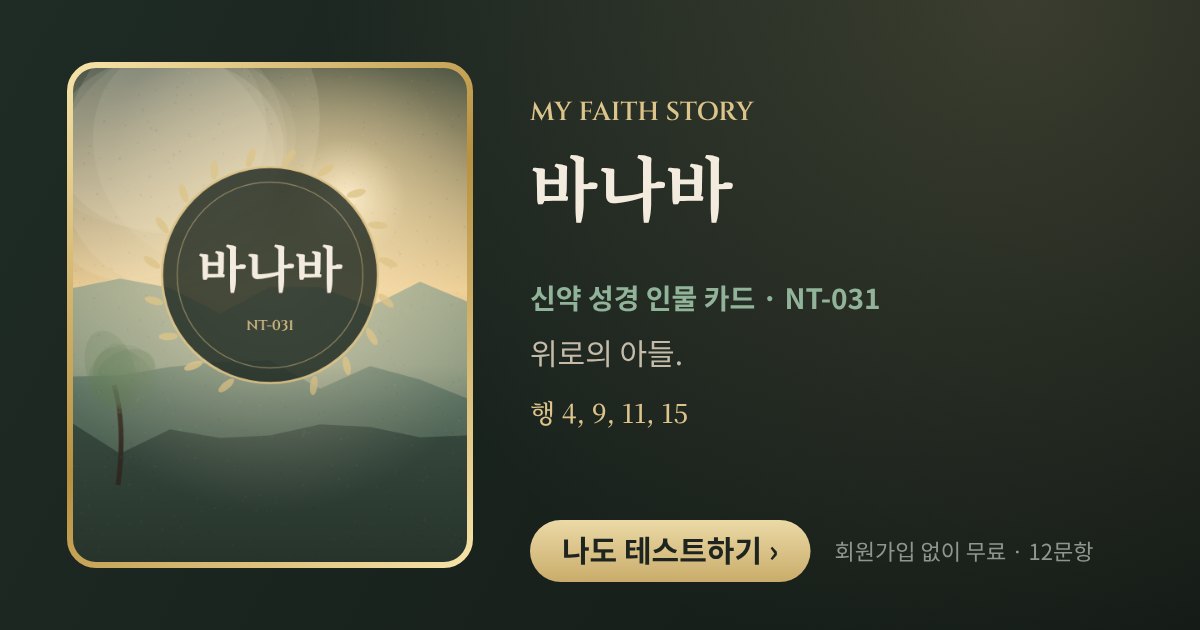 바나바
NT-031
MY FAITH STORY
바나바
신약 성경 인물 카드 · NT-031
위로의 아들.
행 4, 9, 11, 15
나도 테스트하기 ›
회원가입 없이 무료 · 12문항